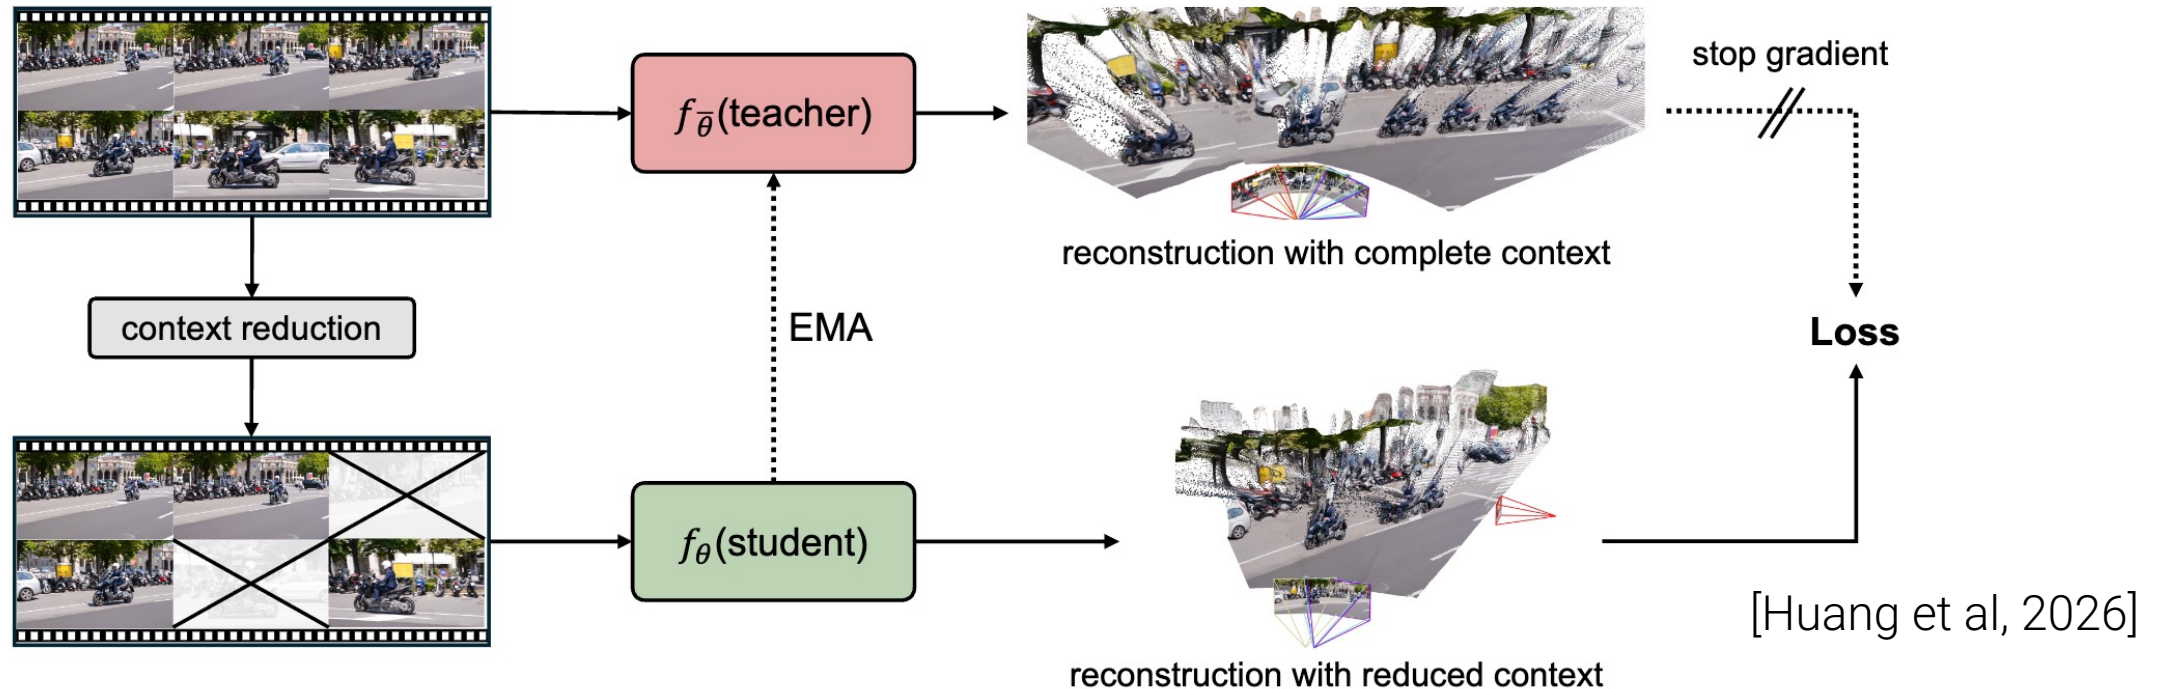 stop gradient
f_θ̅(teacher)
reconstruction with complete context
context reduction
EMA
Loss
f_θ(student)
[Huang et al, 2026]
reconstruction with reduced context